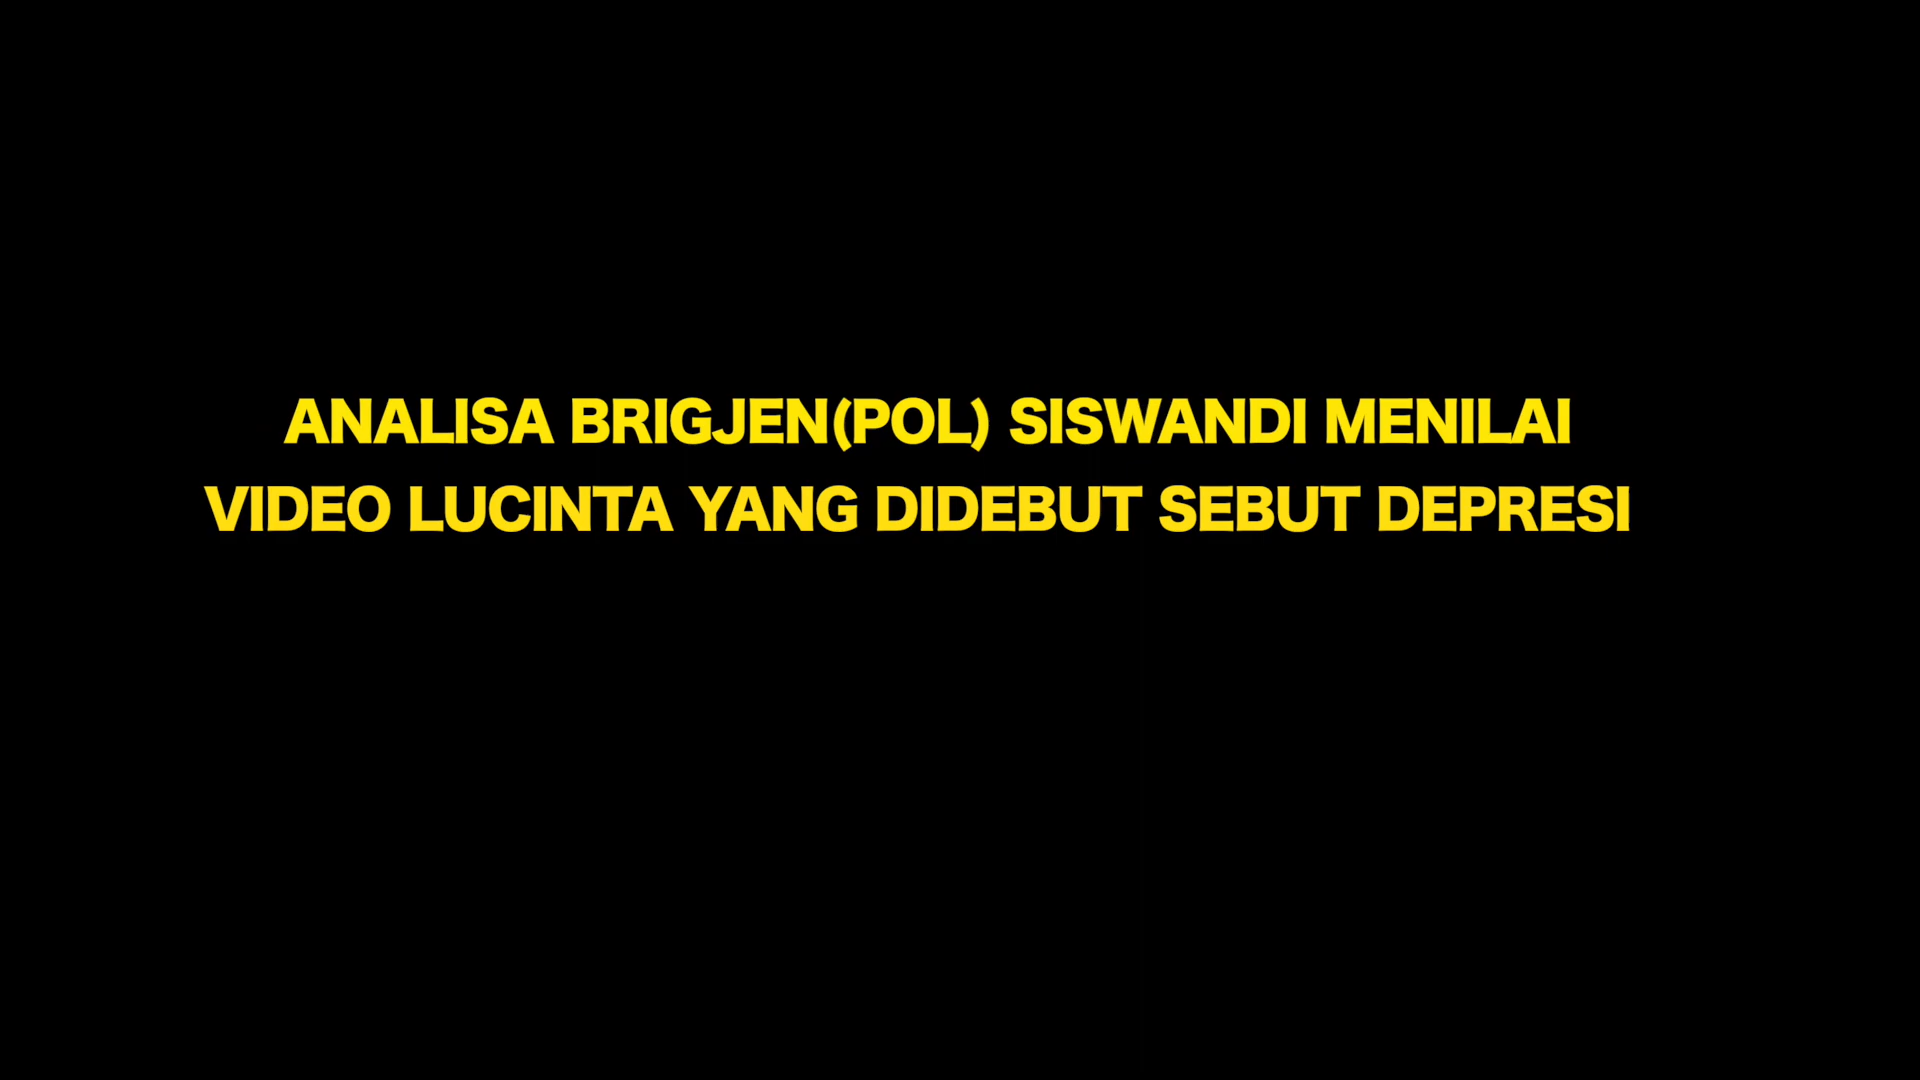 ANALISA BRIGJEN(POL) SISWANDI MENILAI
VIDEO LUCINTA YANG DIDEBUT SEBUT DEPRESI